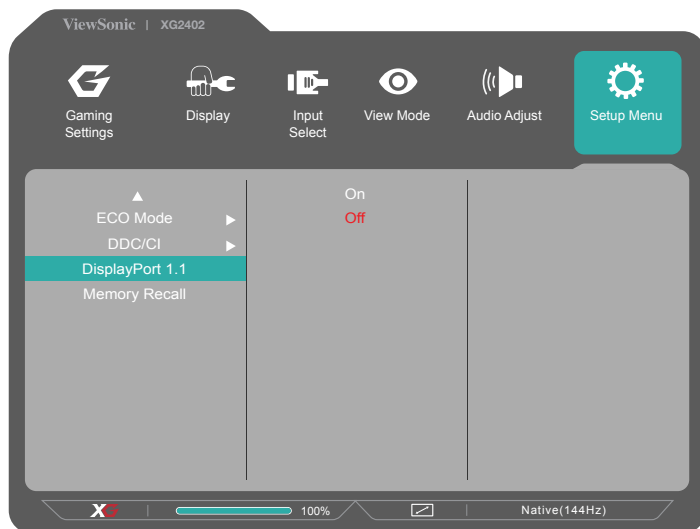 ViewSonic | XG2402
Gaming
Settings
Display
Input
Select
View Mode
Audio Adjust
Setup Menu
ECO Mode
DDC/CI
DisplayPort 1.1
Memory Recall
On
Off
XG | 100% | Native(144Hz)